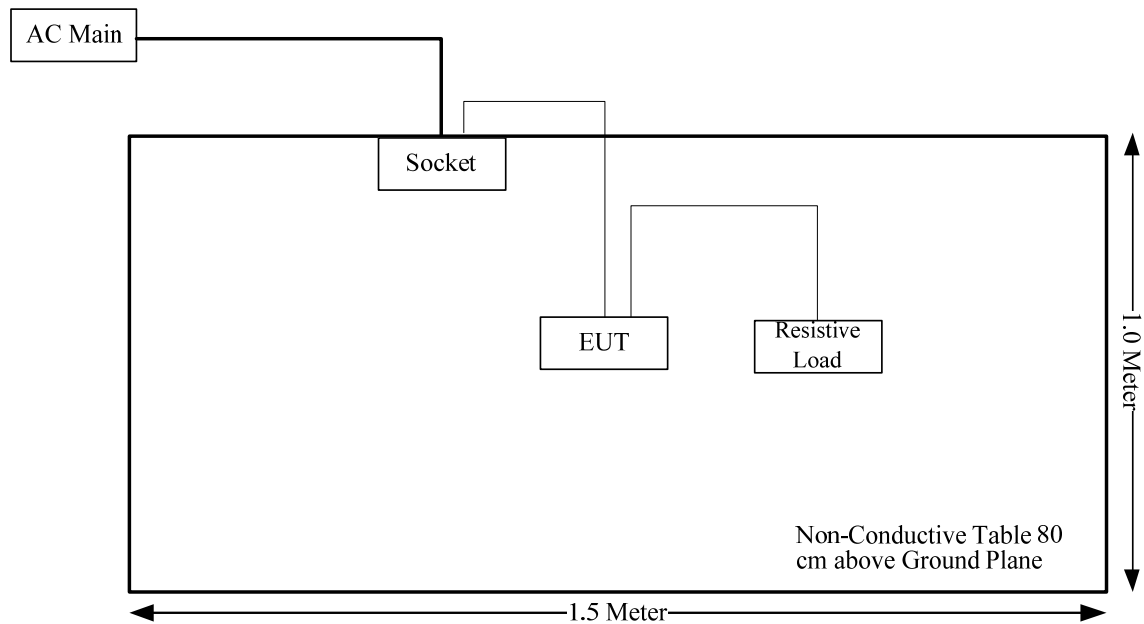 AC Main
Socket
EUT
Resistive
Load
1.0 Meter
Non-Conductive Table 80
cm above Ground Plane
1.5 Meter